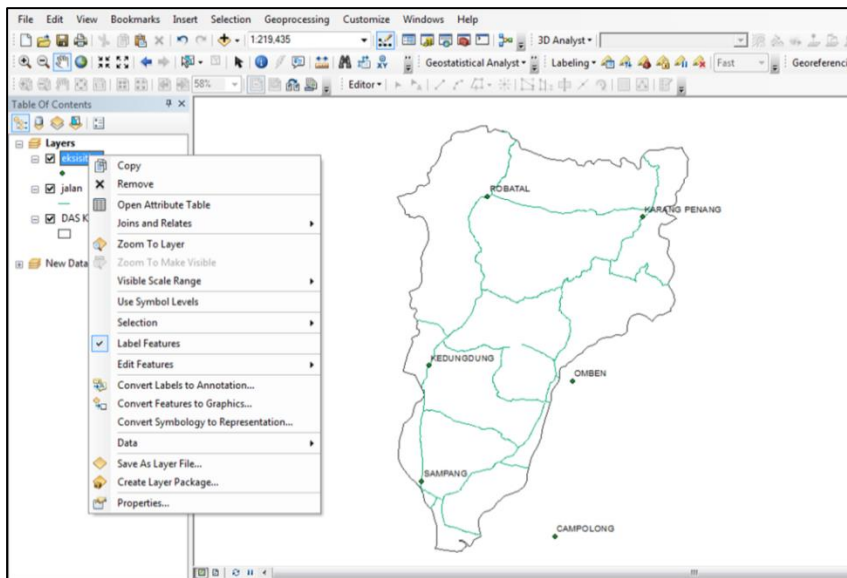 File Edit View Bookmarks Insert Selection Geoprocessing Customize Windows Help
1:219,435 3D Analyst
Geostatistical Analyst Labeling Fast Georeferenci
58% Editor
Table Of Contents
Layers
eksisit
jalan
DAS K
New Data
Copy
Remove
Open Attribute Table
Joins and Relates
Zoom To Layer
Zoom To Make Visible
Visible Scale Range
Use Symbol Levels
Selection
Label Features
Edit Features
Convert Labels to Annotation...
Convert Features to Graphics...
Convert Symbology to Representation...
Data
Save As Layer File...
Create Layer Package...
Properties...
ROBATAL
KARANG PENANG
KEDUNGDUNG
OMBEN
SAMPANG
CAMPOLONG